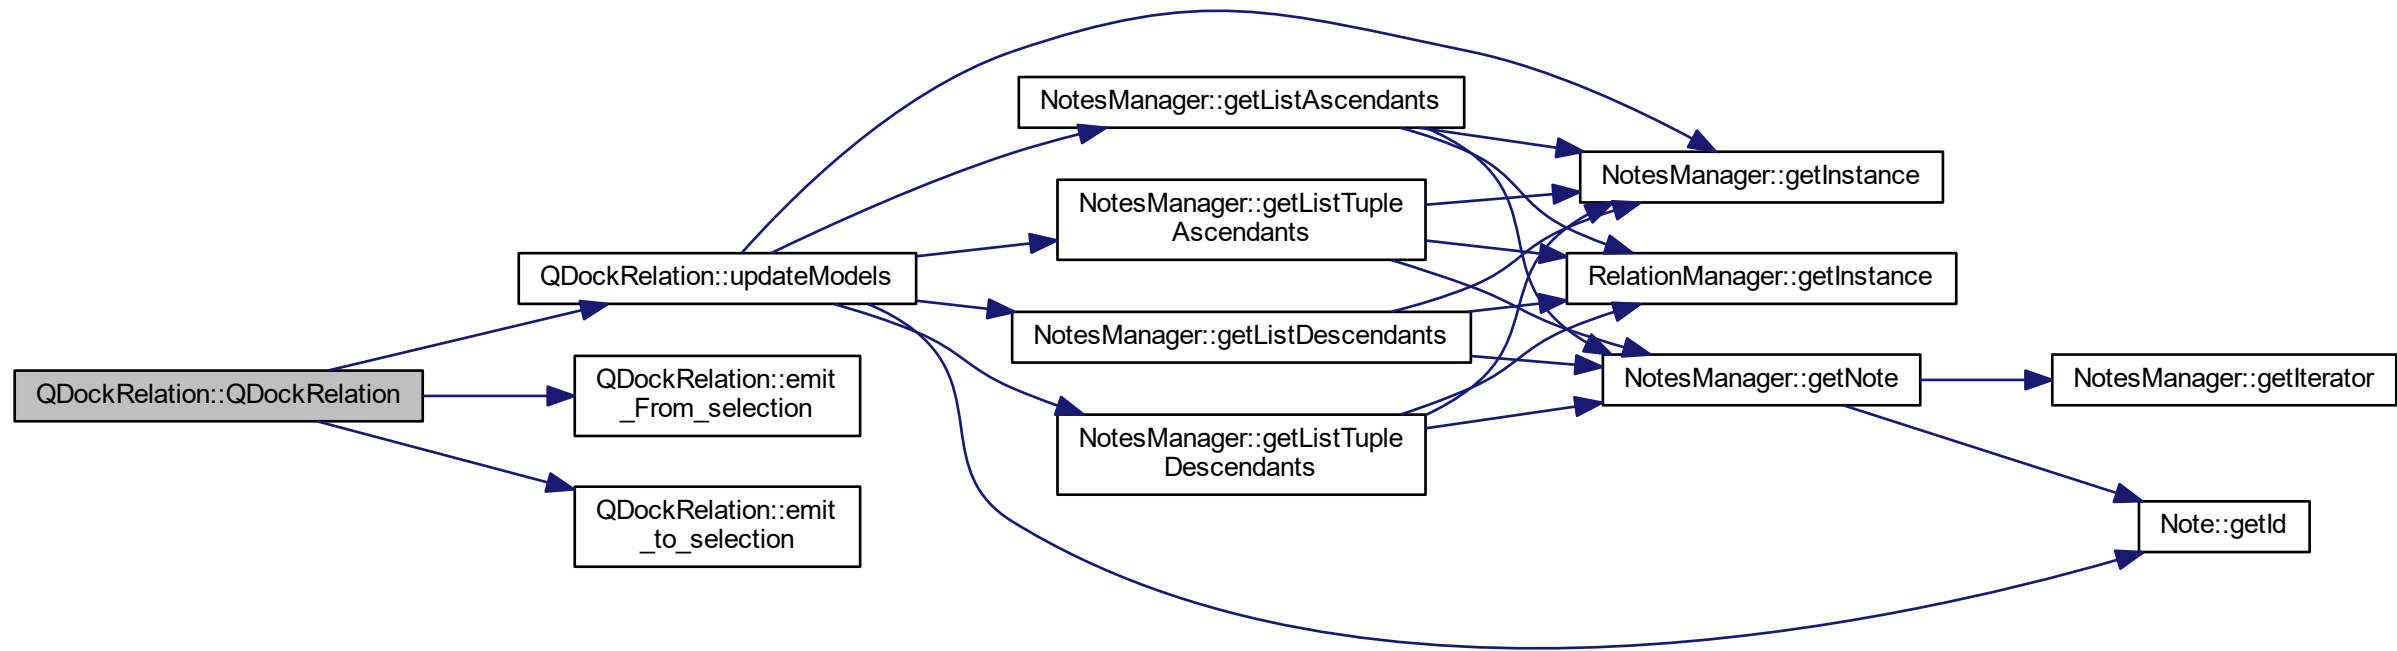 QDockRelation::QDockRelation
QDockRelation::updateModels
QDockRelation::emit
_From_selection
QDockRelation::emit
_to_selection
NotesManager::getListAscendants
NotesManager::getListTuple
Ascendants
NotesManager::getListDescendants
NotesManager::getListTuple
Descendants
NotesManager::getInstance
RelationManager::getInstance
NotesManager::getNote
NotesManager::getIterator
Note::getId